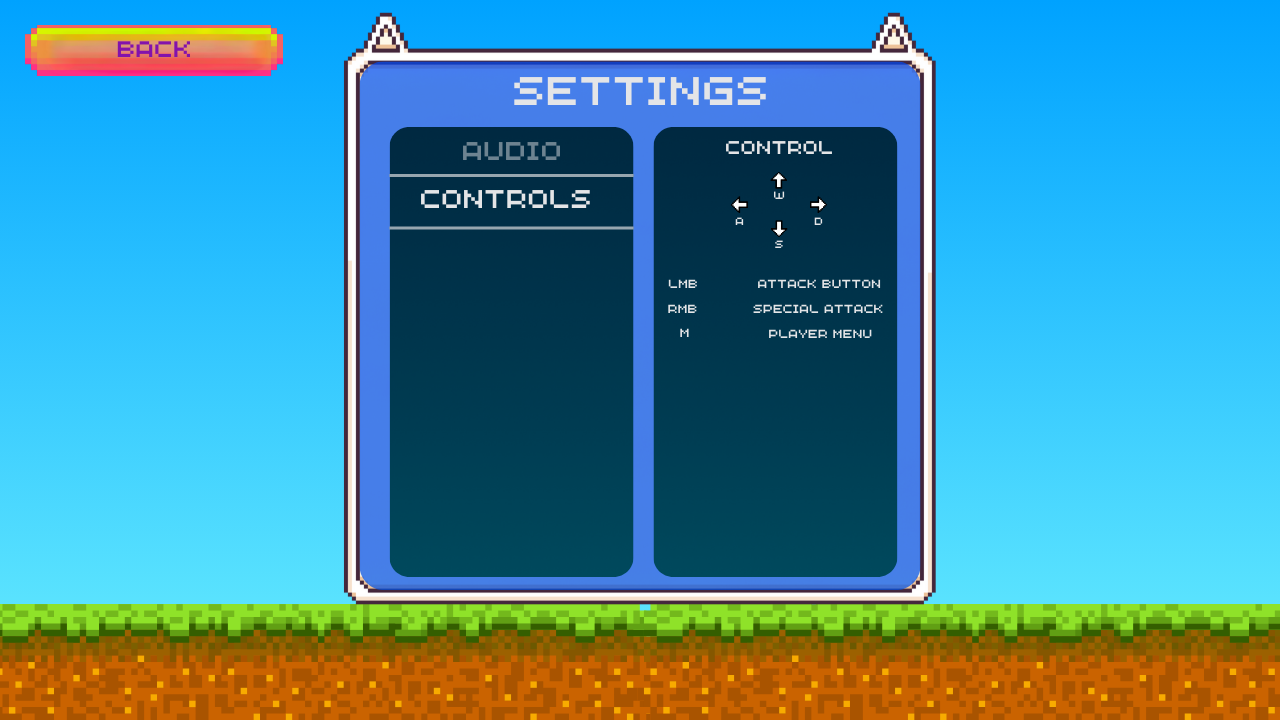 BACK
SETTINGS
AUDIO
CONTROLS
CONTROL
W
A D
S
LMB ATTACK BUTTON
RMB SPECIAL ATTACK
M PLAYER MENU